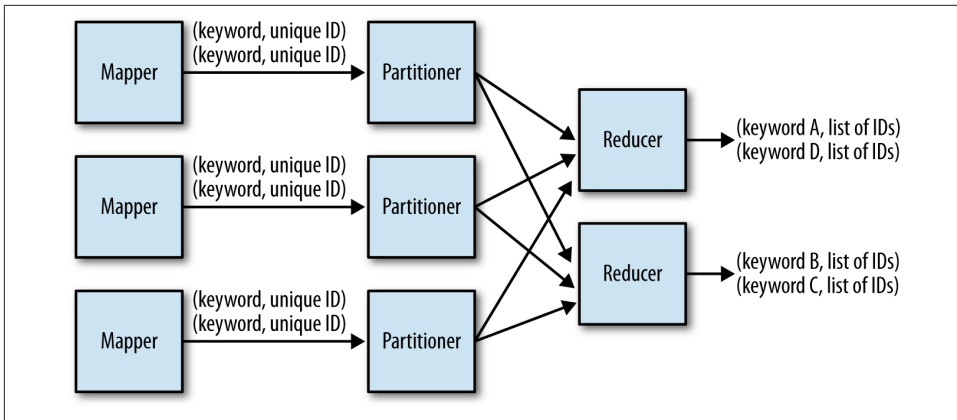 (keyword, unique ID)
(keyword, unique ID)
Mapper
Partitioner
Reducer
(keyword A, list of IDs)
(keyword D, list of IDs)
(keyword, unique ID)
(keyword, unique ID)
Mapper
Partitioner
Reducer
(keyword B, list of IDs)
(keyword C, list of IDs)
(keyword, unique ID)
(keyword, unique ID)
Mapper
Partitioner